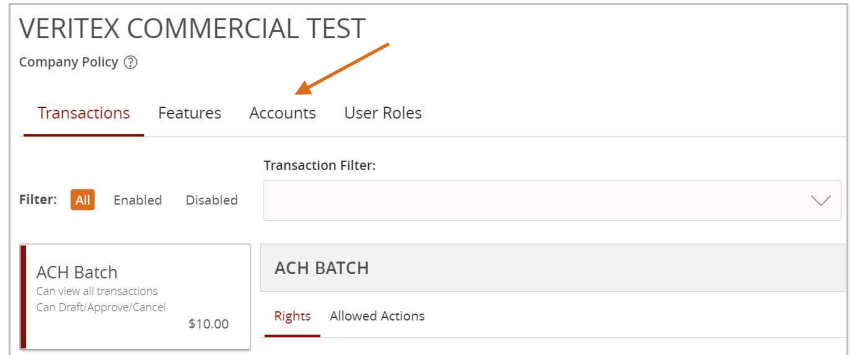 VERITEX COMMERCIAL TEST
Company Policy ?
Transactions Features Accounts User Roles
Transaction Filter:
Filter: All Enabled Disabled
ACH Batch
Can view all transactions
Can Draft/Approve/Cancel
$10.00
ACH BATCH
Rights Allowed Actions